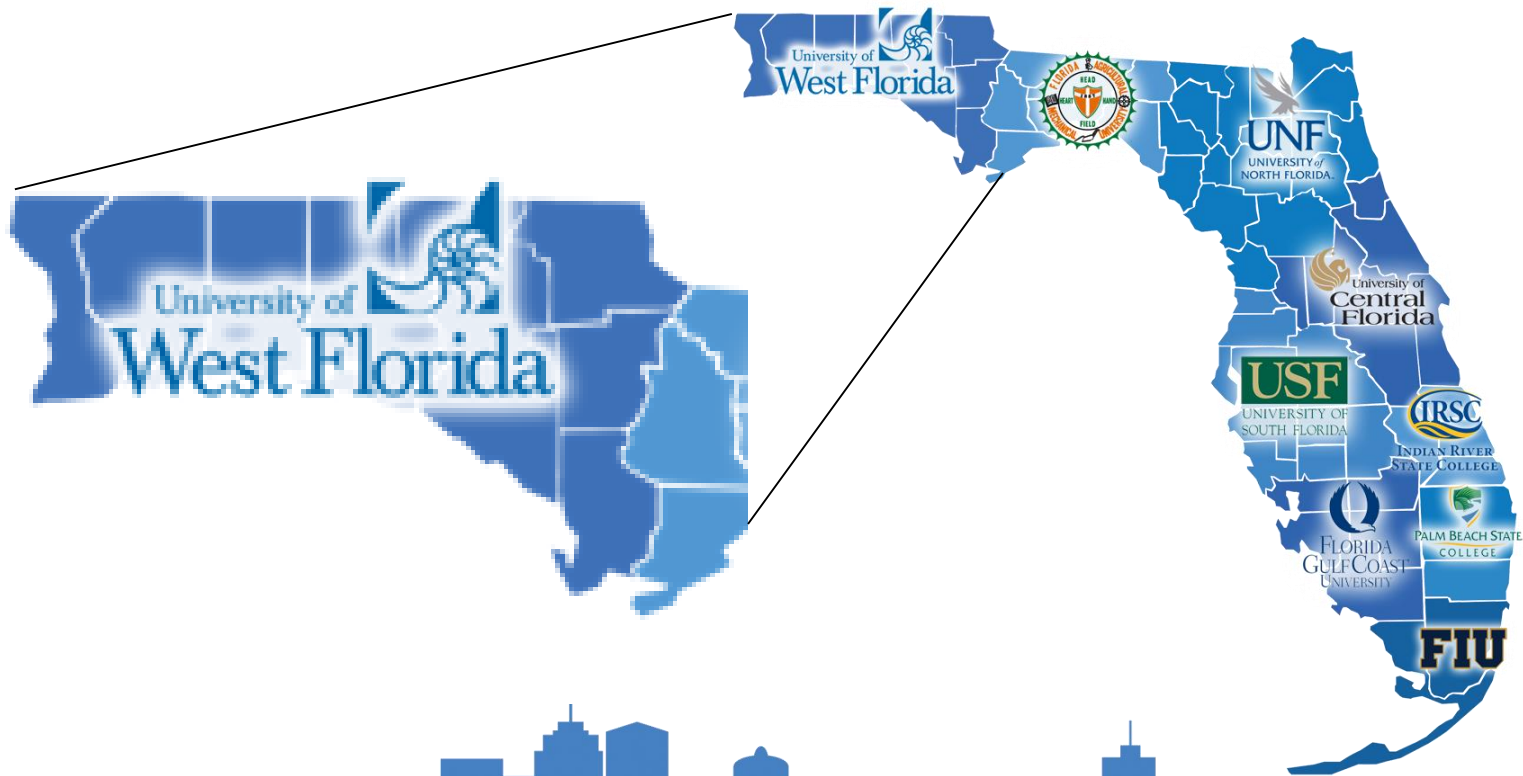 University of
West Florida
University of
West Florida
FLORIDA AGRICULTURAL
HEAD
HEART HAND
FIELD
MECHANICAL UNIVERSITY
UNF
UNIVERSITY of
NORTH FLORIDA
University of
Central
Florida
USF
UNIVERSITY OF
SOUTH FLORIDA
IRSC
INDIAN RIVER
STATE COLLEGE
FLORIDA
GULF COAST
UNIVERSITY
PALM BEACH STATE
COLLEGE
FIU